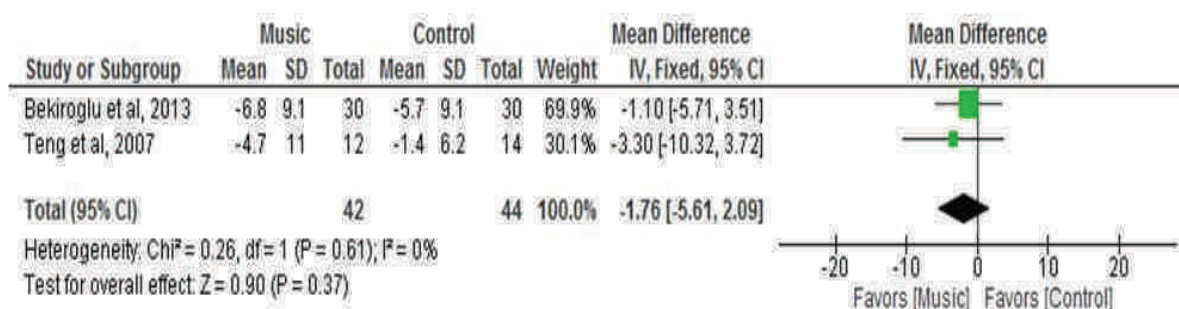 Music Control Mean Difference Mean Difference
Study or Subgroup Mean SD Total Mean SD Total Weight IV, Fixed, 95% CI IV, Fixed, 95% CI
Bekiroglu et al, 2013 -6.8 9.1 30 -5.7 9.1 30 69.9% -1.10 [-5.71, 3.51]
Teng et al, 2007 -4.7 11 12 -1.4 6.2 14 30.1% -3.30 [-10.32, 3.72]
Total (95% CI) 42 44 100.0% -1.76 [-5.61, 2.09]
Heterogeneity: Chi² = 0.26, df = 1 (P = 0.61); I² = 0%
Test for overall effect: Z = 0.90 (P = 0.37)
-20 -10 0 10 20
Favors [Music] Favors [Control]